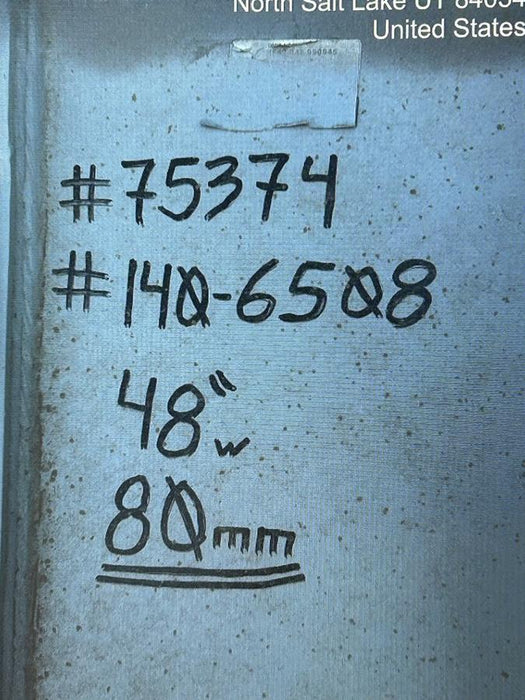 North Salt Lake UT 84054
United States
#75374
#140-6508
48"w
80mm